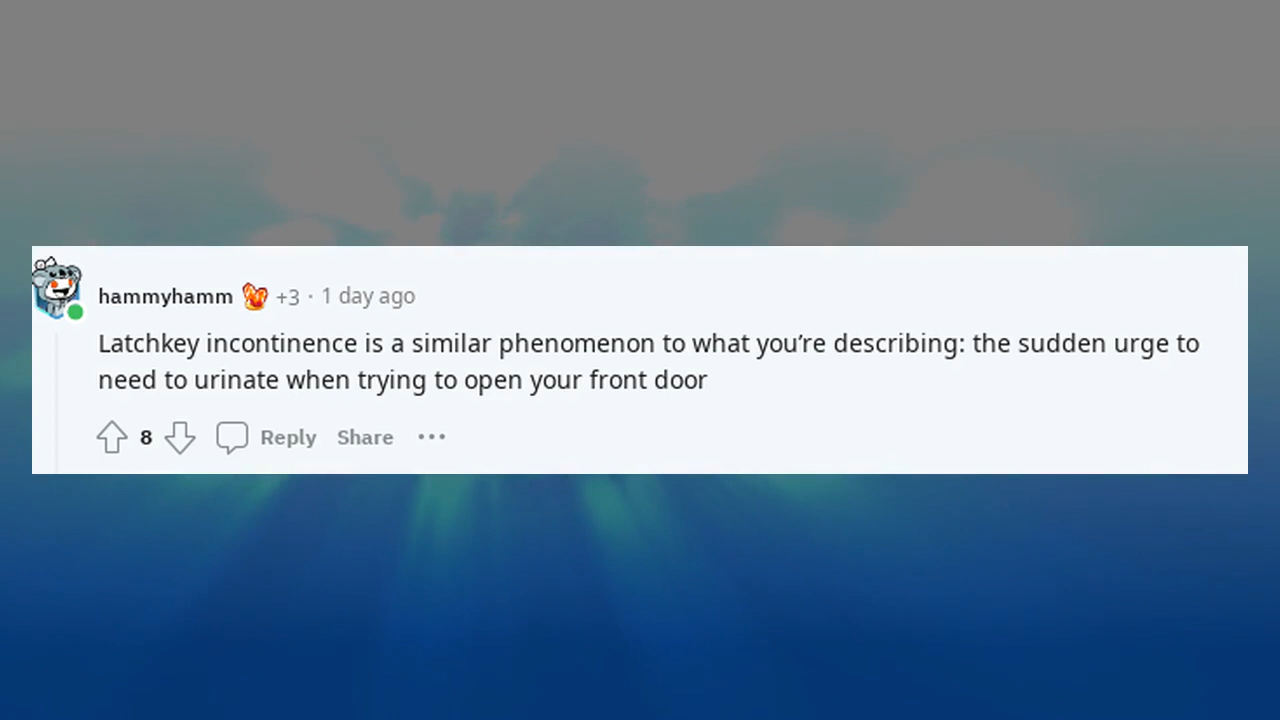 hammyhamm +3 · 1 day ago
Latchkey incontinence is a similar phenomenon to what you’re describing: the sudden urge to
need to urinate when trying to open your front door
8 Reply Share